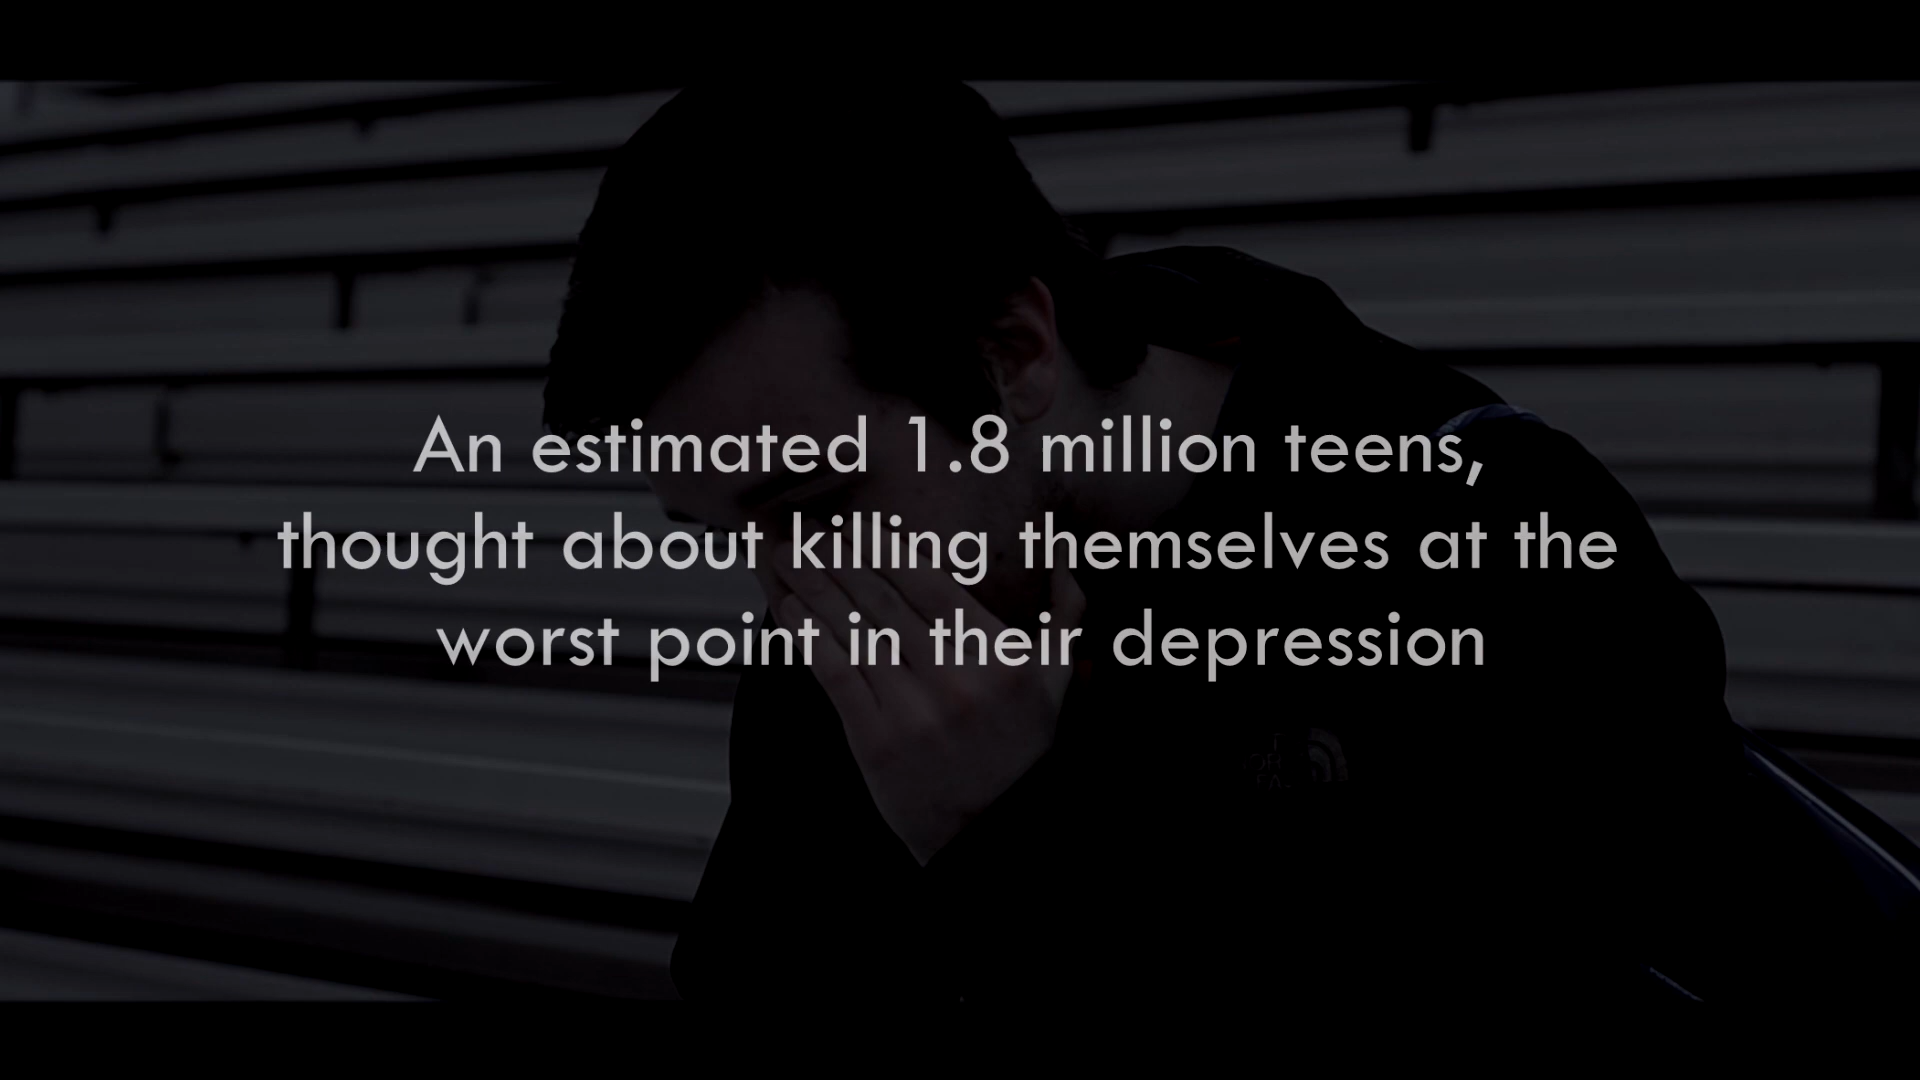 An estimated 1.8 million teens,
thought about killing themselves at the
worst point in their depression